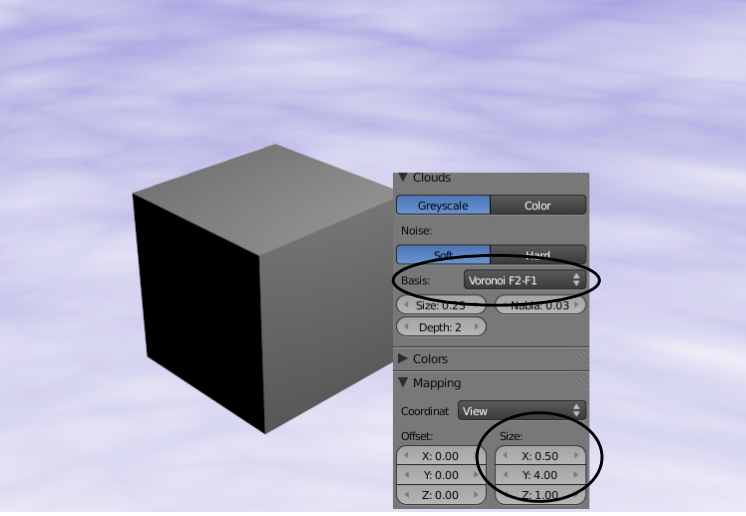 Clouds
Greyscale Color
Noise:
Soft Hard
Basis: Voronoi F2-F1
Size: 0.25 Nabla: 0.03
Depth: 2
Colors
Mapping
Coordinat View
Offset: Size:
X: 0.00 X: 0.50
Y: 0.00 Y: 4.00
Z: 0.00 Z: 1.00